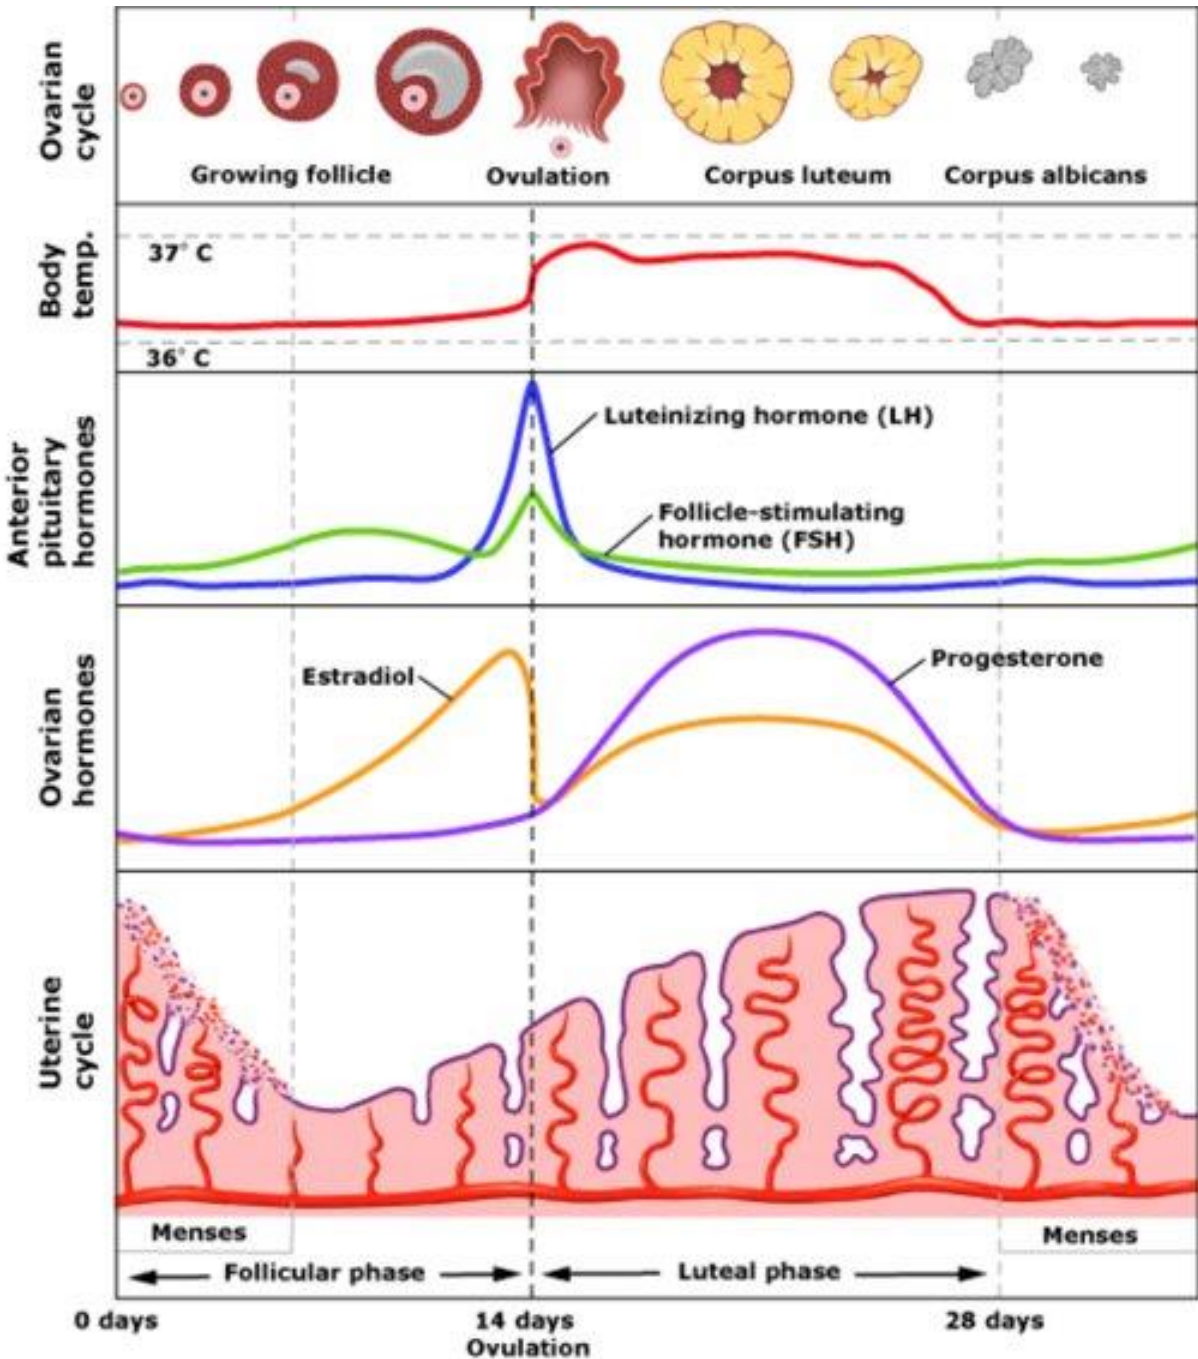 Ovarian
cycle
Growing follicle
Ovulation
Corpus luteum
Corpus albicans
Body
temp.
37° C
36° C
Anterior
pituitary
hormones
Luteinizing hormone (LH)
Follicle-stimulating
hormone (FSH)
Ovarian
hormones
Estradiol
Progesterone
Uterine
cycle
Menses
Menses
Follicular phase
Luteal phase
0 days
14 days
Ovulation
28 days